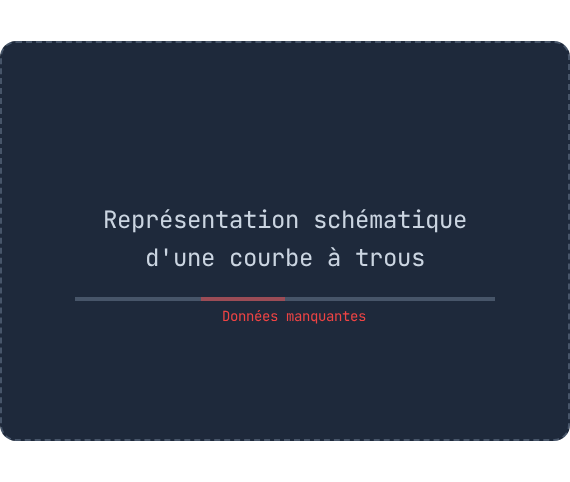 Représentation schématique
d'une courbe à trous
Données manquantes